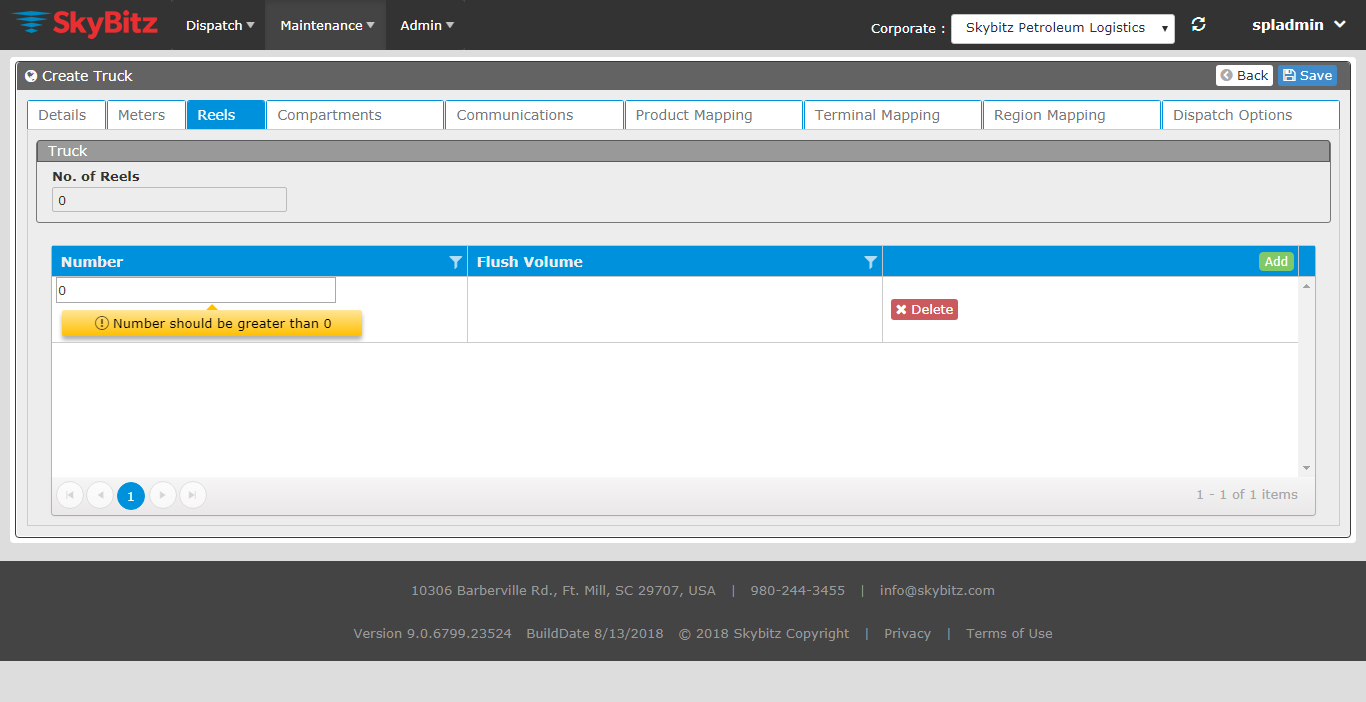 SkyBitz Dispatch Maintenance Admin Corporate : Skybitz Petroleum Logistics spladmin
Create Truck Back Save
Details Meters Reels Compartments Communications Product Mapping Terminal Mapping Region Mapping Dispatch Options
Truck
No. of Reels
0
Number Flush Volume Add
0
Delete
Number should be greater than 0
1 1 - 1 of 1 items
10306 Barberville Rd., Ft. Mill, SC 29707, USA | 980-244-3455 | info@skybitz.com
Version 9.0.6799.23524 BuildDate 8/13/2018 © 2018 Skybitz Copyright | Privacy | Terms of Use